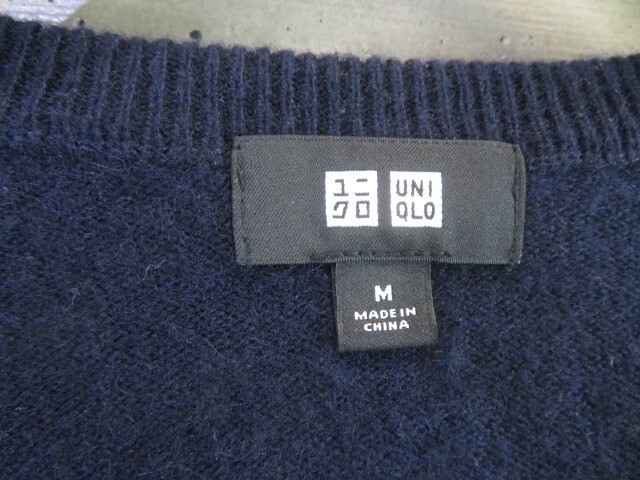 ユニ UNI
クロ QLO
M
MADE IN
CHINA